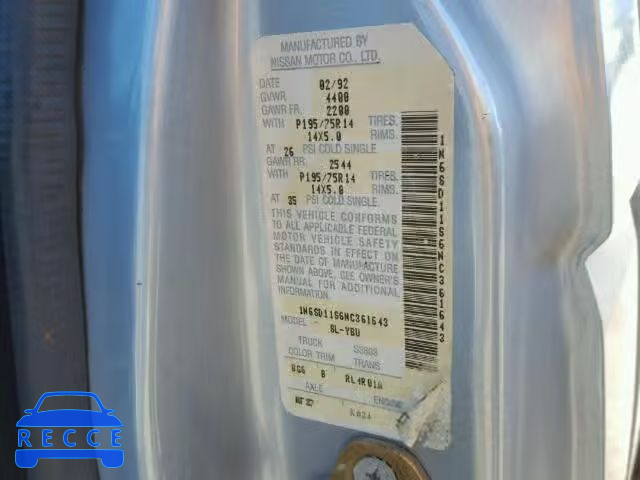 MANUFACTURED BY
NISSAN MOTOR CO., LTD.
DATE 02/92
GVWR 4400
GAWR FR. 2200
WITH P195/75R14 TIRES.
14X5.0 RIMS.
AT 26 PSI COLD SINGLE.
GAWR RR. 2544
WITH P195/75R14 TIRES.
14X5.0 RIMS.
AT 35 PSI COLD SINGLE.
THIS VEHICLE CONFORMS
TO ALL APPLICABLE FEDERAL
MOTOR VEHICLE SAFETY
STANDARDS IN EFFECT ON
THE DATE OF MANUFACTURE
SHOWN ABOVE. SEE OWNER'S
MANUAL FOR ADDITIONAL
INFORMATION.
1N6SD11S6NC361643
MODEL
TRUCK
COLOR TRIM TRANS
RL4R01A
AXLE ENGINE
1N6SD11S6NC361643
RECCE